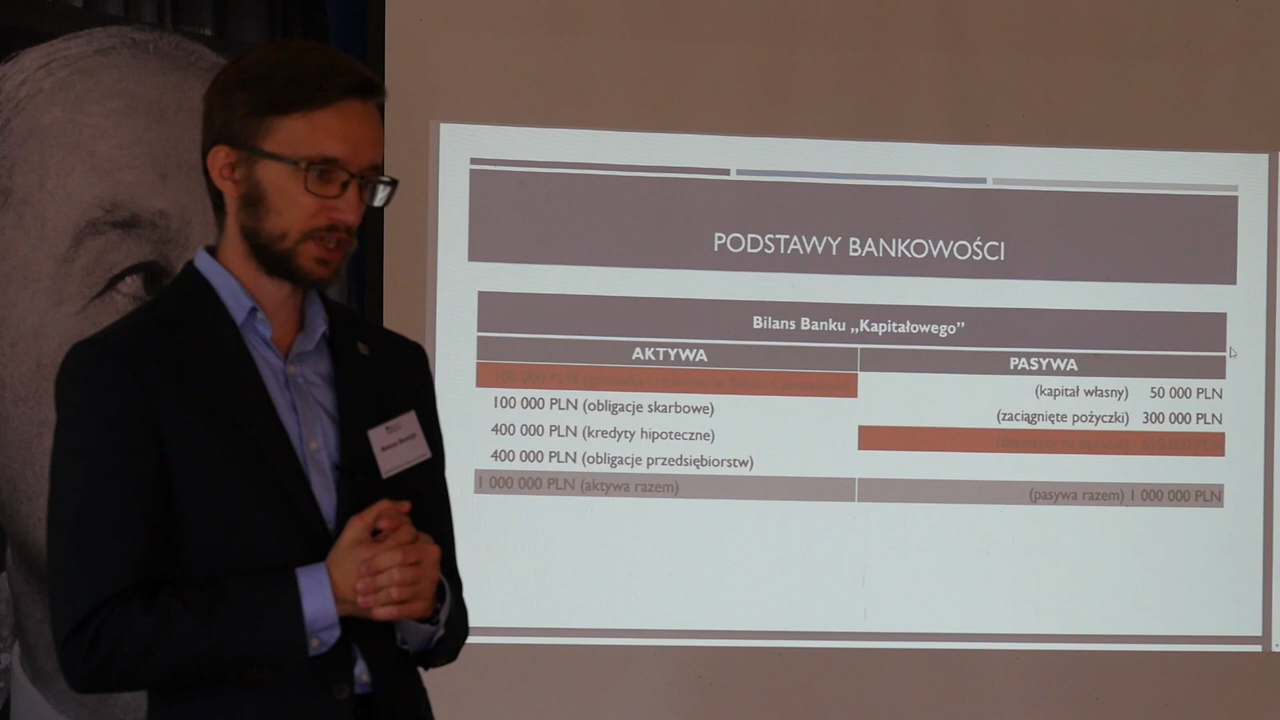 PODSTAWY BANKOWOŚCI
Bilans Banku „Kapitałowego”
AKTYWA
PASYWA
(kapitał własny) 50 000 PLN
100 000 PLN (obligacje skarbowe)
(zaciągnięte pożyczki) 300 000 PLN
400 000 PLN (kredyty hipoteczne)
400 000 PLN (obligacje przedsiębiorstw)
1 000 000 PLN (aktywa razem)
(pasywa razem) 1 000 000 PLN